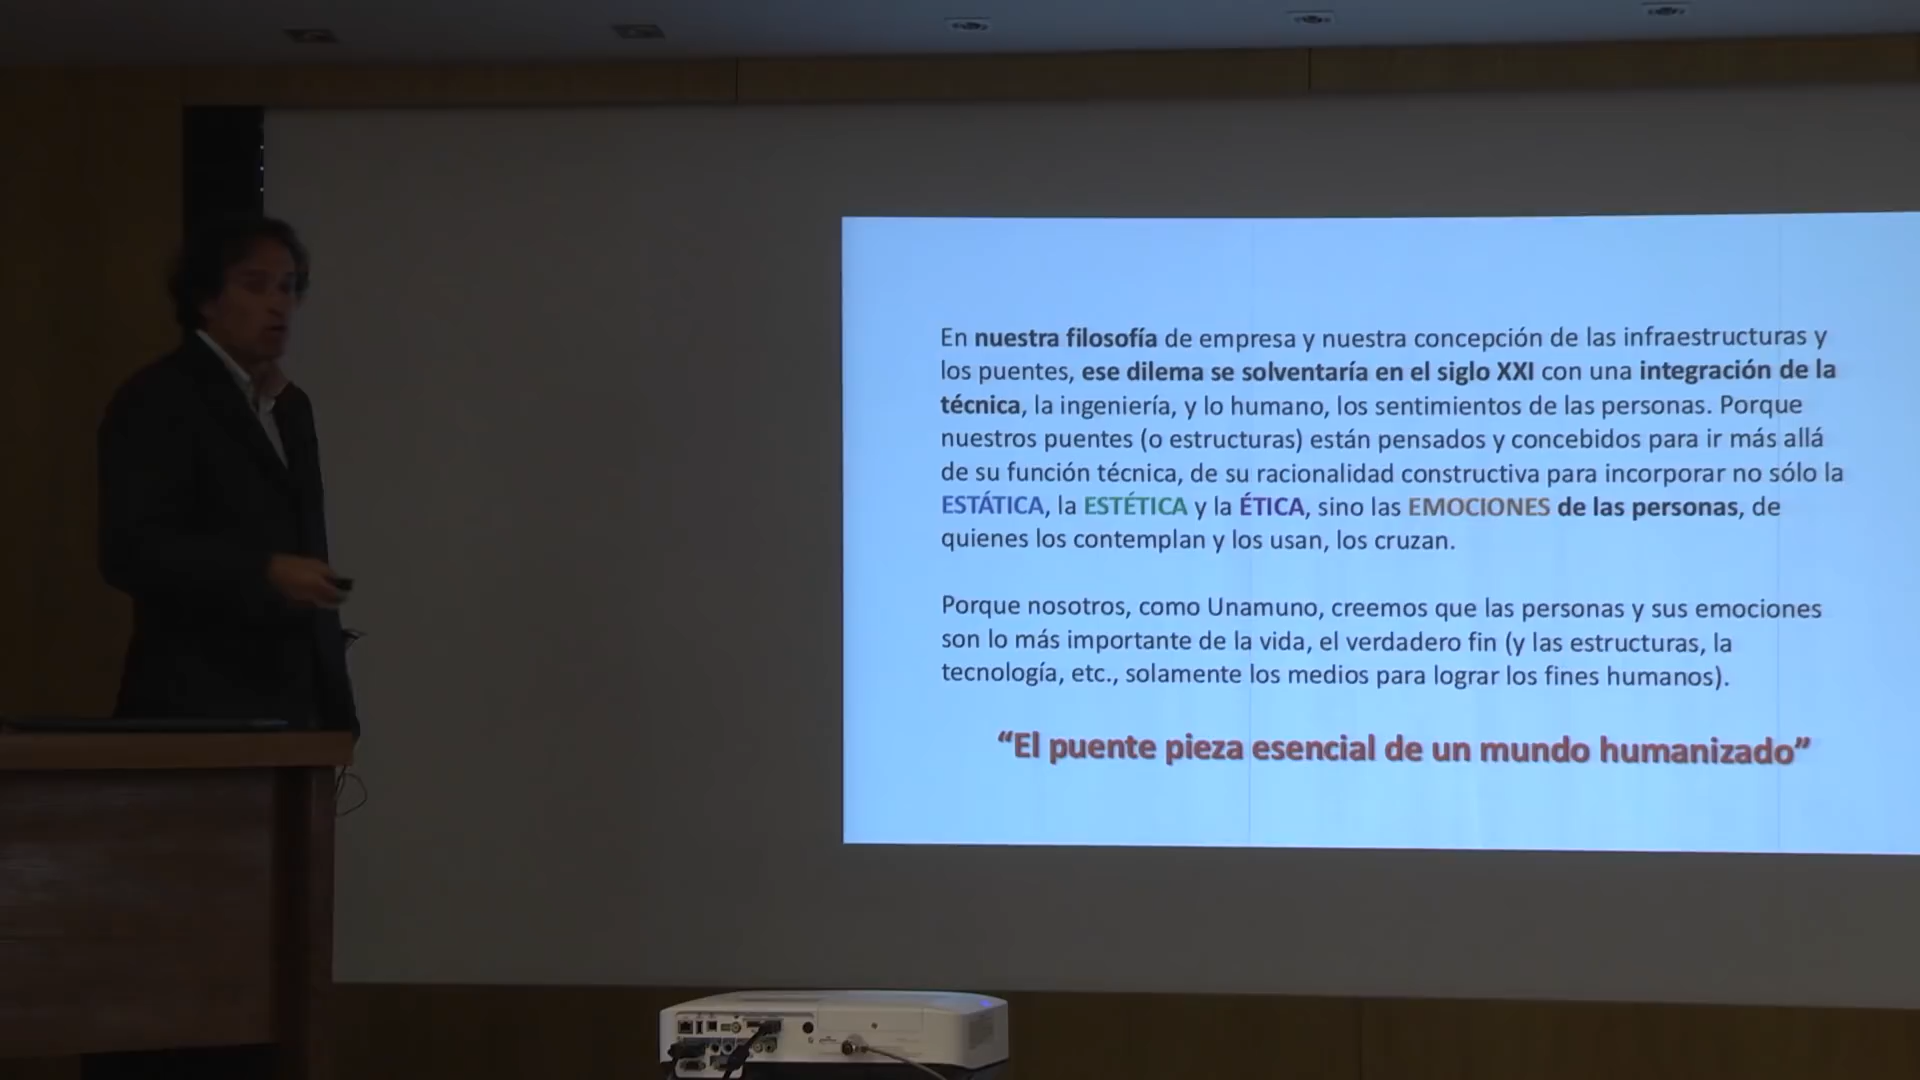 En nuestra filosofía de empresa y nuestra concepción de las infraestructuras y
los puentes, ese dilema se solventaría en el siglo XXI con una integración de la
técnica, la ingeniería, y lo humano, los sentimientos de las personas. Porque
nuestros puentes (o estructuras) están pensados y concebidos para ir más allá
de su función técnica, de su racionalidad constructiva para incorporar no sólo la
ESTÁTICA, la ESTÉTICA y la ÉTICA, sino las EMOCIONES de las personas, de
quienes los contemplan y los usan, los cruzan.
Porque nosotros, como Unamuno, creemos que las personas y sus emociones
son lo más importante de la vida, el verdadero fin (y las estructuras, la
tecnología, etc., solamente los medios para lograr los fines humanos).
“El puente pieza esencial de un mundo humanizado”